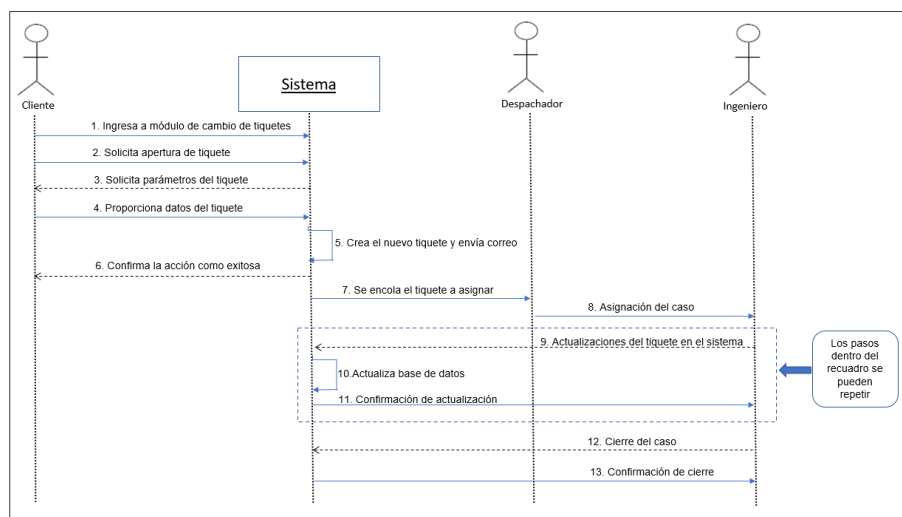 Cliente
Sistema
Despachador
Ingeniero
1. Ingresa a módulo de cambio de tiquetes
2. Solicita apertura de tiquete
3. Solicita parámetros del tiquete
4. Proporciona datos del tiquete
5. Crea el nuevo tiquete y envía correo
6. Confirma la acción como exitosa
7. Se encola el tiquete a asignar
8. Asignación del caso
9. Actualizaciones del tiquete en el sistema
10.Actualiza base de datos
11. Confirmación de actualización
Los pasos
dentro del
recuadro se
pueden
repetir
12. Cierre del caso
13. Confirmación de cierre